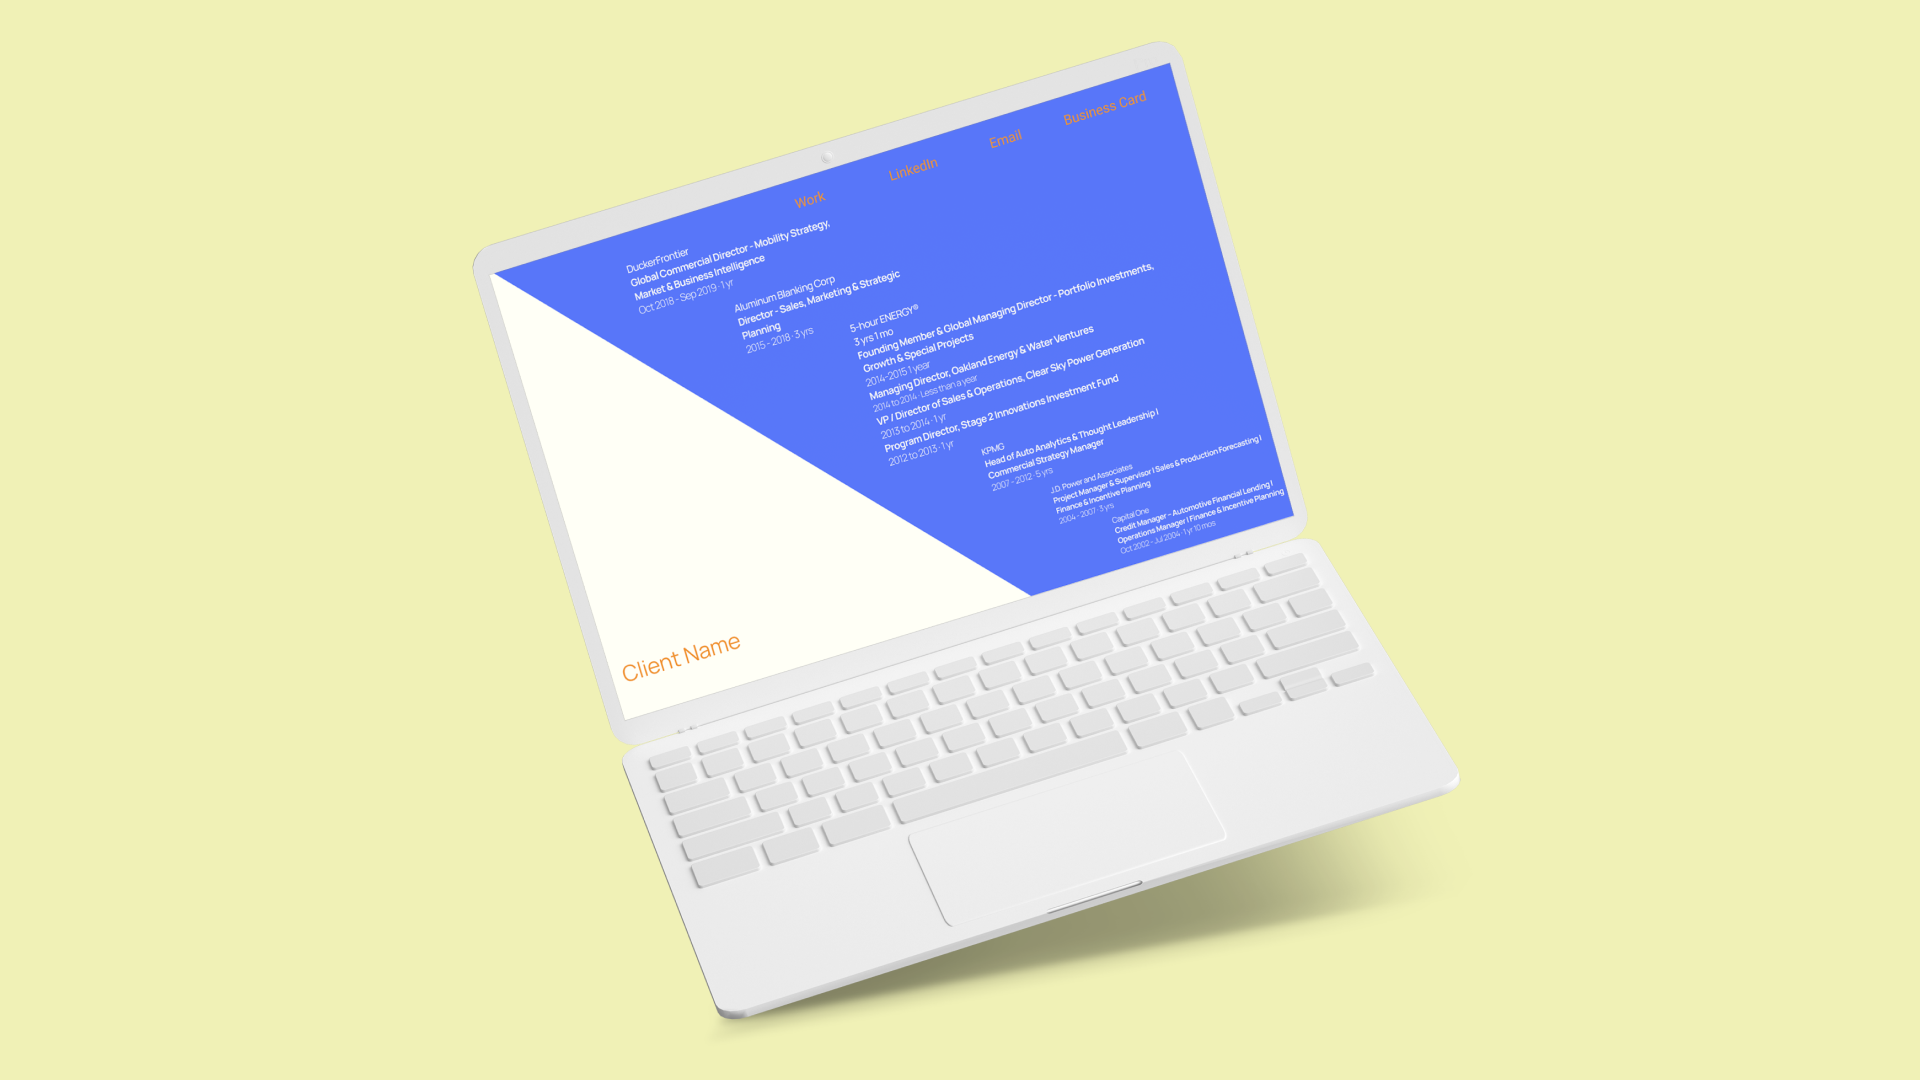 Work
LinkedIn
Email
Business Card
DuckerFrontier
Global Commercial Director - Mobility Strategy,
Market & Business Intelligence
Oct 2018 - Sep 2019 · 1 yr
Aluminum Blanking Corp
Director - Sales, Marketing & Strategic
Planning
2015 - 2018 · 3 yrs
5-hour ENERGY®
3 yrs 1 mo
Founding Member & Global Managing Director - Portfolio Investments,
Growth & Special Projects
2014-2015 1 year
Managing Director, Oakland Energy & Water Ventures
2014 to 2014 · Less than a year
VP / Director of Sales & Operations, Clear Sky Power Generation
2013 to 2014 · 1 yr
Program Director, Stage 2 Innovations Investment Fund
2012 to 2013 · 1 yr
KPMG
Head of Auto Analytics & Thought Leadership |
Commercial Strategy Manager
2007 - 2012 · 5 yrs
J.D. Power and Associates
Project Manager & Supervisor | Sales & Production Forecasting |
Finance & Incentive Planning
2004 - 2007 · 3 yrs
Capital One
Credit Manager – Automotive Financial Lending |
Operations Manager | Finance & Incentive Planning
Oct 2002 - Jul 2004 · 1 yr 10 mos
Client Name